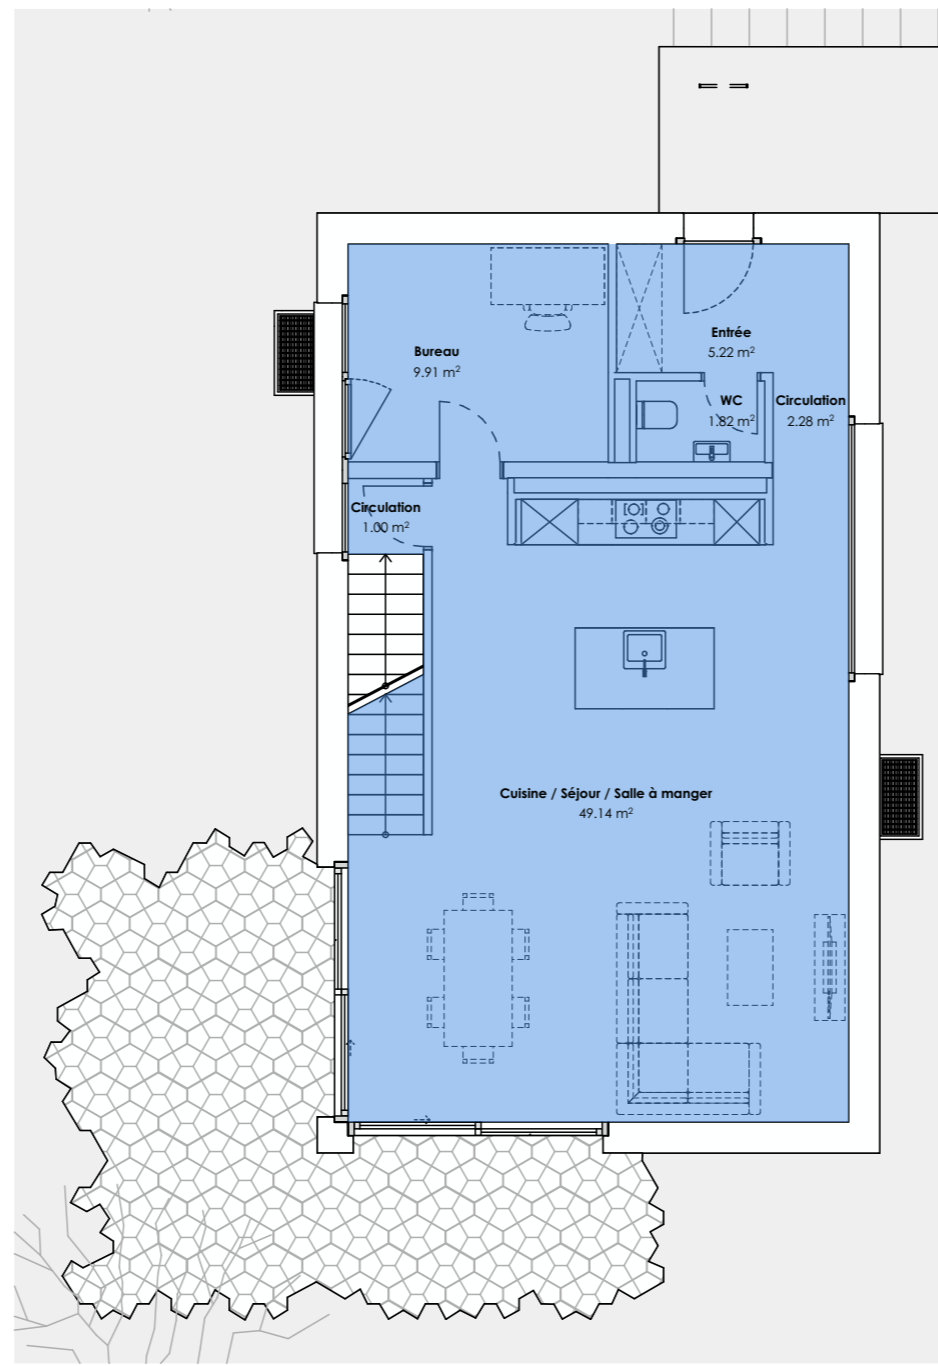 Entrée
5.22 m²
Bureau
9.91 m²
WC
1.82 m²
Circulation
2.28 m²
Circulation
1.00 m²
Cuisine / Séjour / Salle à manger
49.14 m²